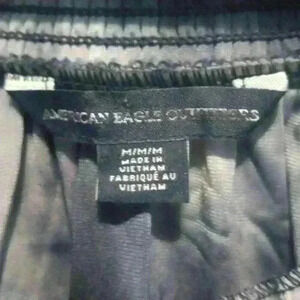 AMERICAN EAGLE OUTFITTERS
M/M/M
MADE IN
VIETNAM
FABRIQUÉ AU
VIETNAM